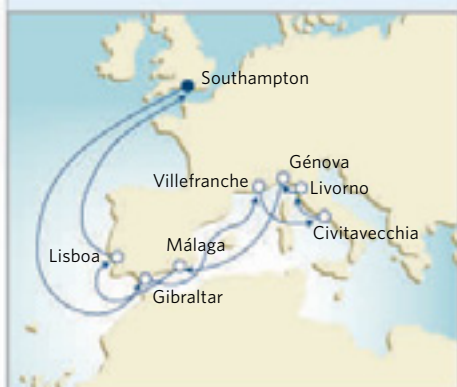 Southampton
Génova
Villefranche
Livorno
Civitavecchia
Málaga
Lisboa
Gibraltar